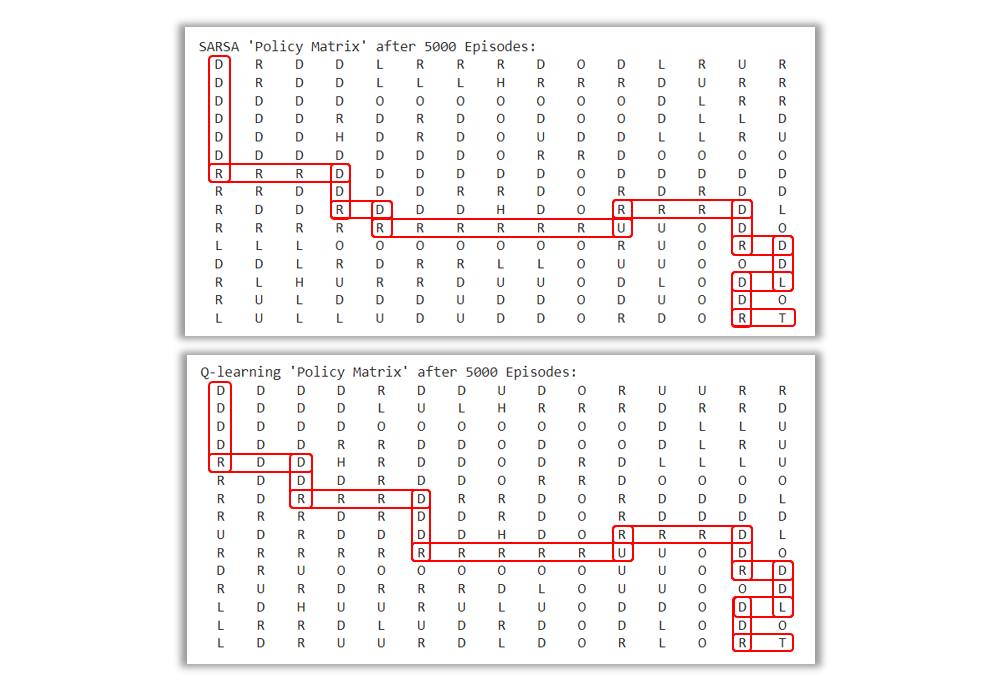 SARSA 'Policy Matrix' after 5000 Episodes:
D R D D L R R R D O D L R U R
D R D D L L L H R R R D U R R
D D D D O O O O O O O D L R R
D D D R D R D O D O O D L L D
D D D H D R D O U D D L L R U
D D D D D D D O R R D O O O O
R R R D D D D D D O D D D D D
R R D D D D R R D O R D R D D
R D D R D D D H D O R R R D L
R R R R R R R R R R U U O D O
L L L O O O O O O O R U O R D
D D L R D R R L L O U U O O D
R L H U R R D U U O D L O D L
R U L D D D U D D O D U O D O
L U L L U D U D D O R D O R T
Q-learning 'Policy Matrix' after 5000 Episodes:
D D D D R D D U D O R U U R R
D D D D L U L H R R R D R R D
D D D D O O O O O O O D L L U
D D D R R D D O D O O D L R U
R D D H R D D O D R D L L L U
R D D D R D D O R R D O O O O
R D R R R D R R D O R D D D L
R R R D R D D R D O R D D D D
U D R D D D D H D O R R R D L
R R R R R R R R R R U U O D O
D R U O O O O O O O U U O R D
R U R D R R R D L O U U O O D
L D H U U R U L U O D D O D L
L R R D L U D R D O D L O D O
L D R U U R D L D O R L O R T